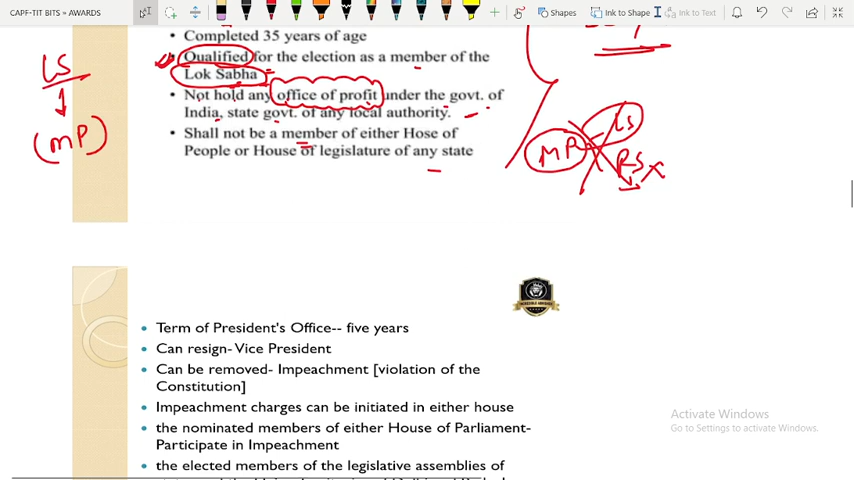 CAPF-TIT BITS = AWARDS
Shapes
Ink to Shape
Ink to Text
Completed 35 years of age
Qualified for the election as a member of the
Lok Sabha
Not hold any office of profit under the govt. of
India, state govt. of any local authority.
Shall not be a member of either Hose of
People or House of legislature of any state
LS
(MP)
MP
LS
RS X
Term of President's Office-- five years
Can resign- Vice President
Can be removed- Impeachment [violation of the
Constitution]
Impeachment charges can be initiated in either house
the nominated members of either House of Parliament-
Participate in Impeachment
the elected members of the legislative assemblies of
Activate Windows
Go to Settings to activate Windows.